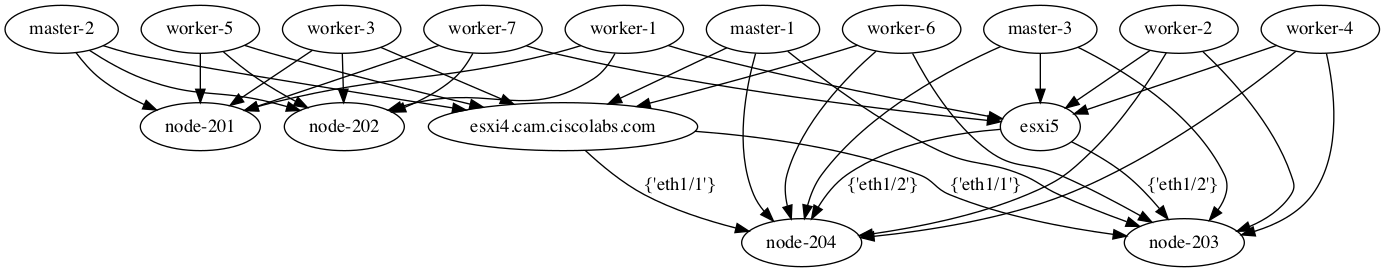 master-2
worker-5
worker-3
worker-7
worker-1
master-1
worker-6
master-3
worker-2
worker-4
node-201
node-202
esxi4.cam.ciscolabs.com
esxi5
{'eth1/1'}
{'eth1/2'}
{'eth1/1'}
{'eth1/2'}
node-204
node-203